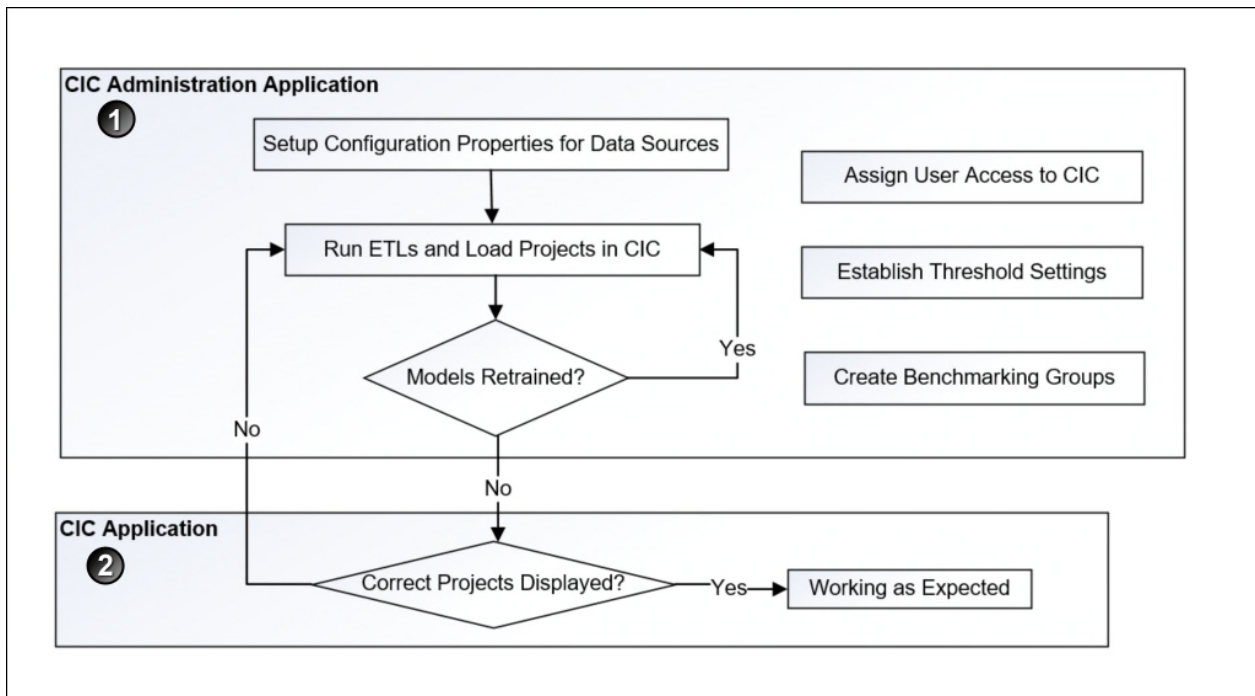 CIC Administration Application
1
Setup Configuration Properties for Data Sources
Assign User Access to CIC
Run ETLs and Load Projects in CIC
Establish Threshold Settings
Yes
Models Retrained?
Create Benchmarking Groups
No
No
CIC Application
2
Correct Projects Displayed?
Yes
Working as Expected